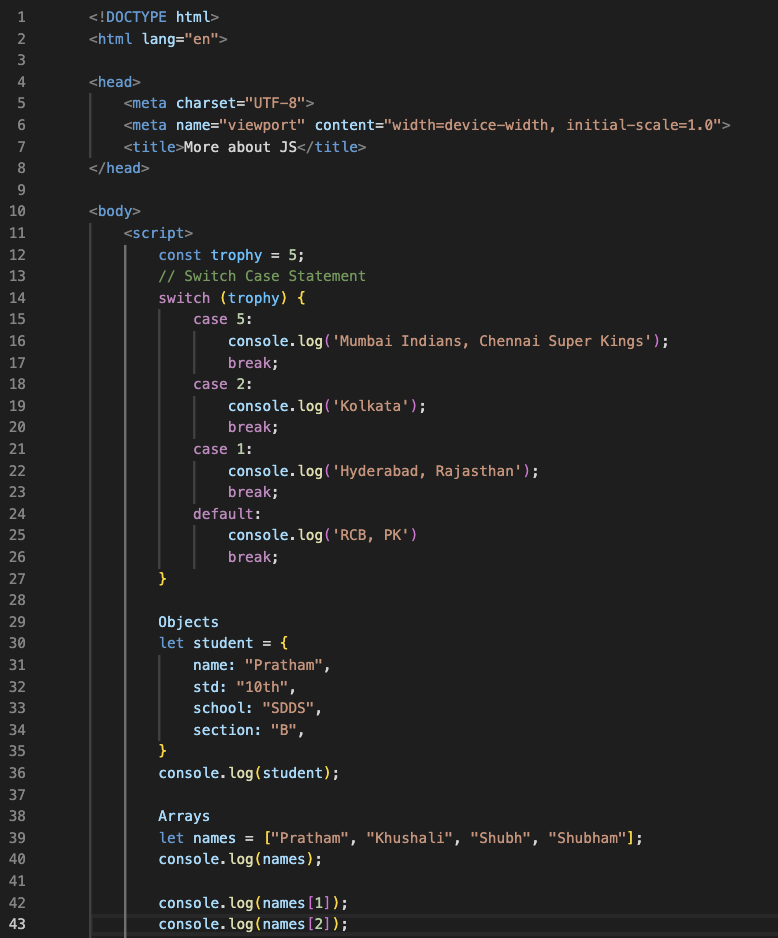 1 <!DOCTYPE html>
2 <html lang="en">
3
4 <head>
5 <meta charset="UTF-8">
6 <meta name="viewport" content="width=device-width, initial-scale=1.0">
7 <title>More about JS</title>
8 </head>
9
10 <body>
11 <script>
12 const trophy = 5;
13 // Switch Case Statement
14 switch (trophy) {
15 case 5:
16 console.log('Mumbai Indians, Chennai Super Kings');
17 break;
18 case 2:
19 console.log('Kolkata');
20 break;
21 case 1:
22 console.log('Hyderabad, Rajasthan');
23 break;
24 default:
25 console.log('RCB, PK')
26 break;
27 }
28
29 Objects
30 let student = {
31 name: "Pratham",
32 std: "10th",
33 school: "SDDS",
34 section: "B",
35 }
36 console.log(student);
37
38 Arrays
39 let names = ["Pratham", "Khushali", "Shubh", "Shubham"];
40 console.log(names);
41
42 console.log(names[1]);
43 console.log(names[2]);